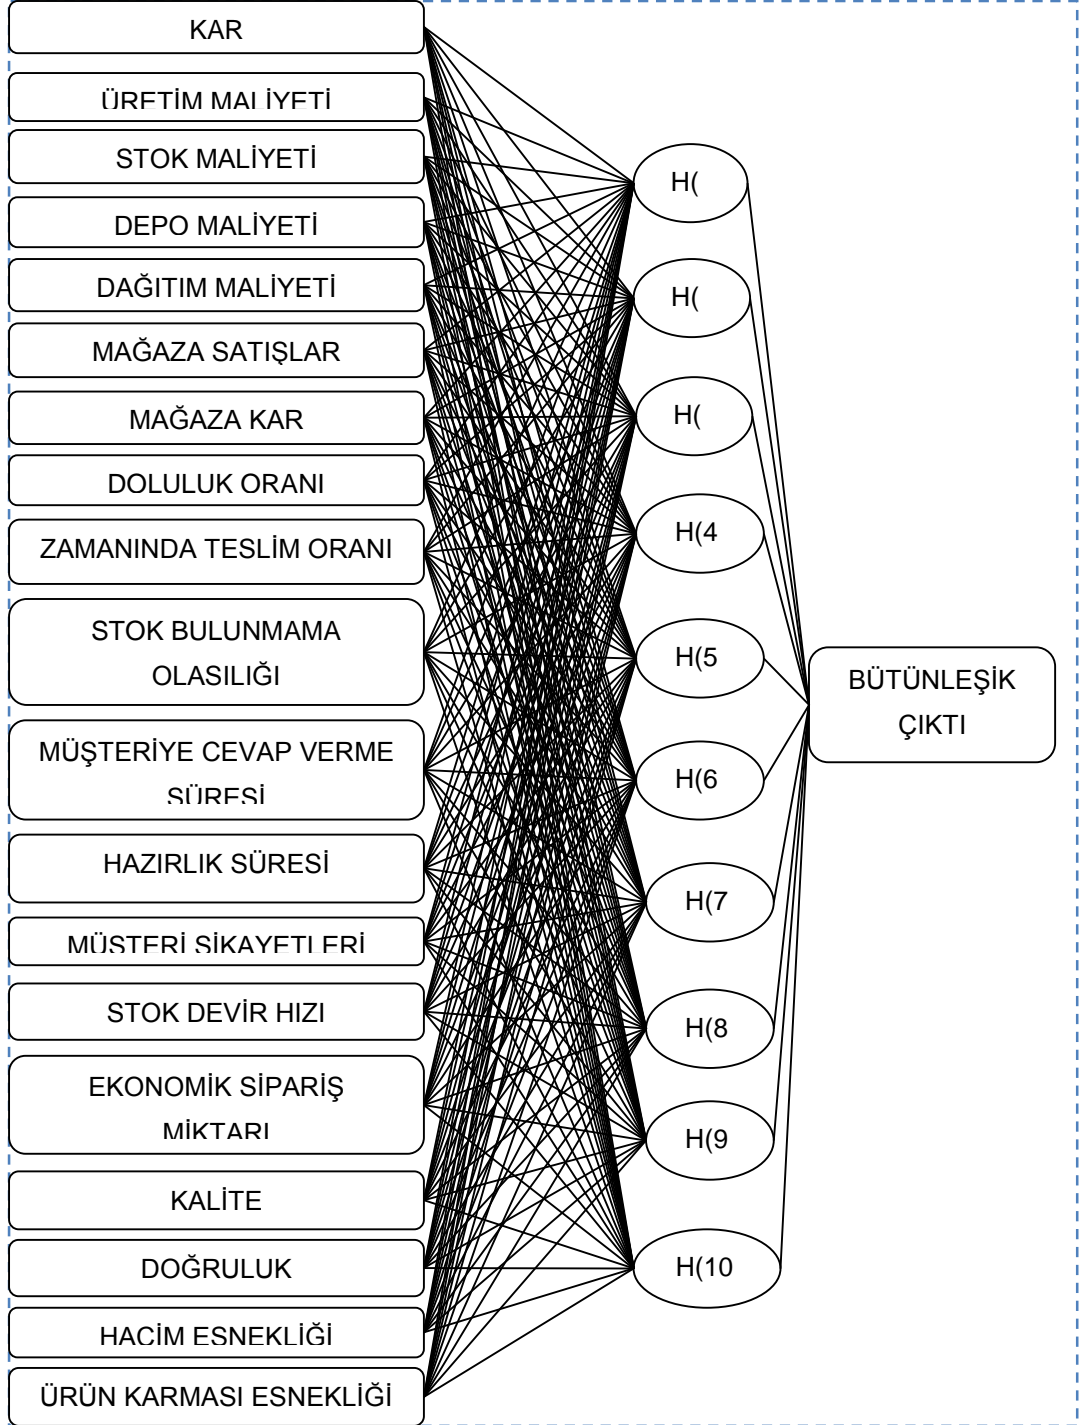 KAR
ÜRETİM MALİYETİ
STOK MALİYETİ
DEPO MALİYETİ
DAĞITIM MALİYETİ
MAĞAZA SATIŞLAR
MAĞAZA KAR
DOLULUK ORANI
ZAMANINDA TESLİM ORANI
STOK BULUNMAMA
OLASILIĞI
MÜŞTERİYE CEVAP VERME
SÜRESİ
HAZIRLIK SÜRESİ
MÜŞTERİ ŞİKAYETLERİ
STOK DEVİR HIZI
EKONOMİK SİPARİŞ
MİKTARI
KALİTE
DOĞRULUK
HACİM ESNEKLİĞİ
ÜRÜN KARMASI ESNEKLİĞİ
H(
H(
H(
H(4
H(5
H(6
H(7
H(8
H(9
H(10
BÜTÜNLEŞİK
ÇIKTI